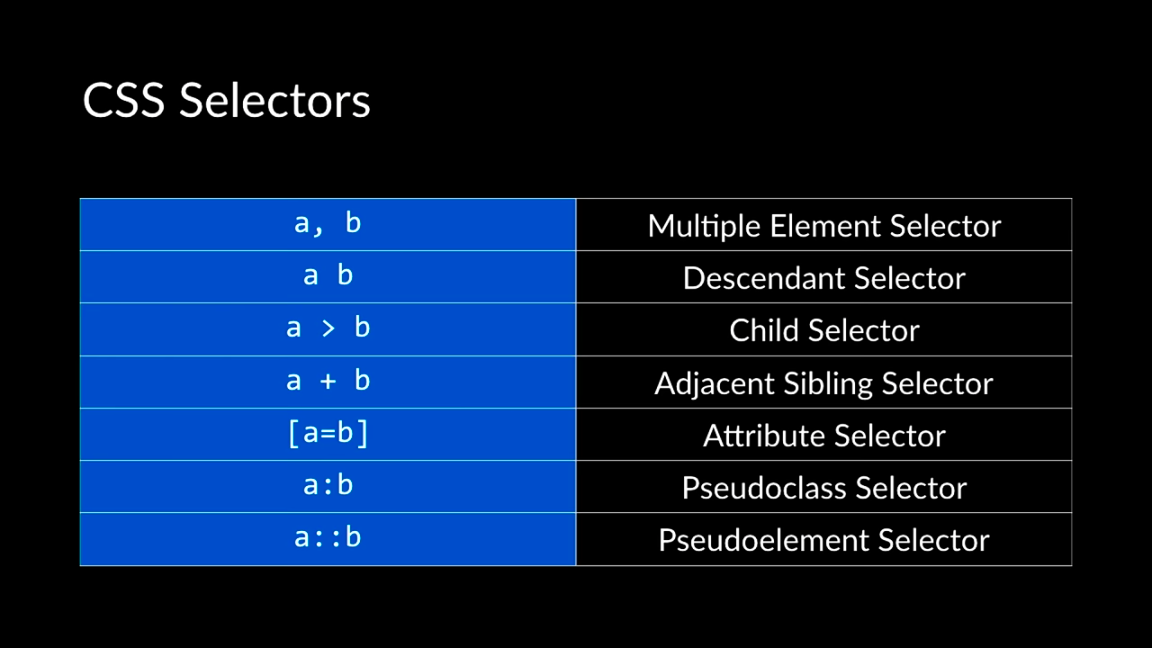 CSS Selectors
a, b Multiple Element Selector
a b Descendant Selector
a > b Child Selector
a + b Adjacent Sibling Selector
[a=b] Attribute Selector
a:b Pseudoclass Selector
a::b Pseudoelement Selector